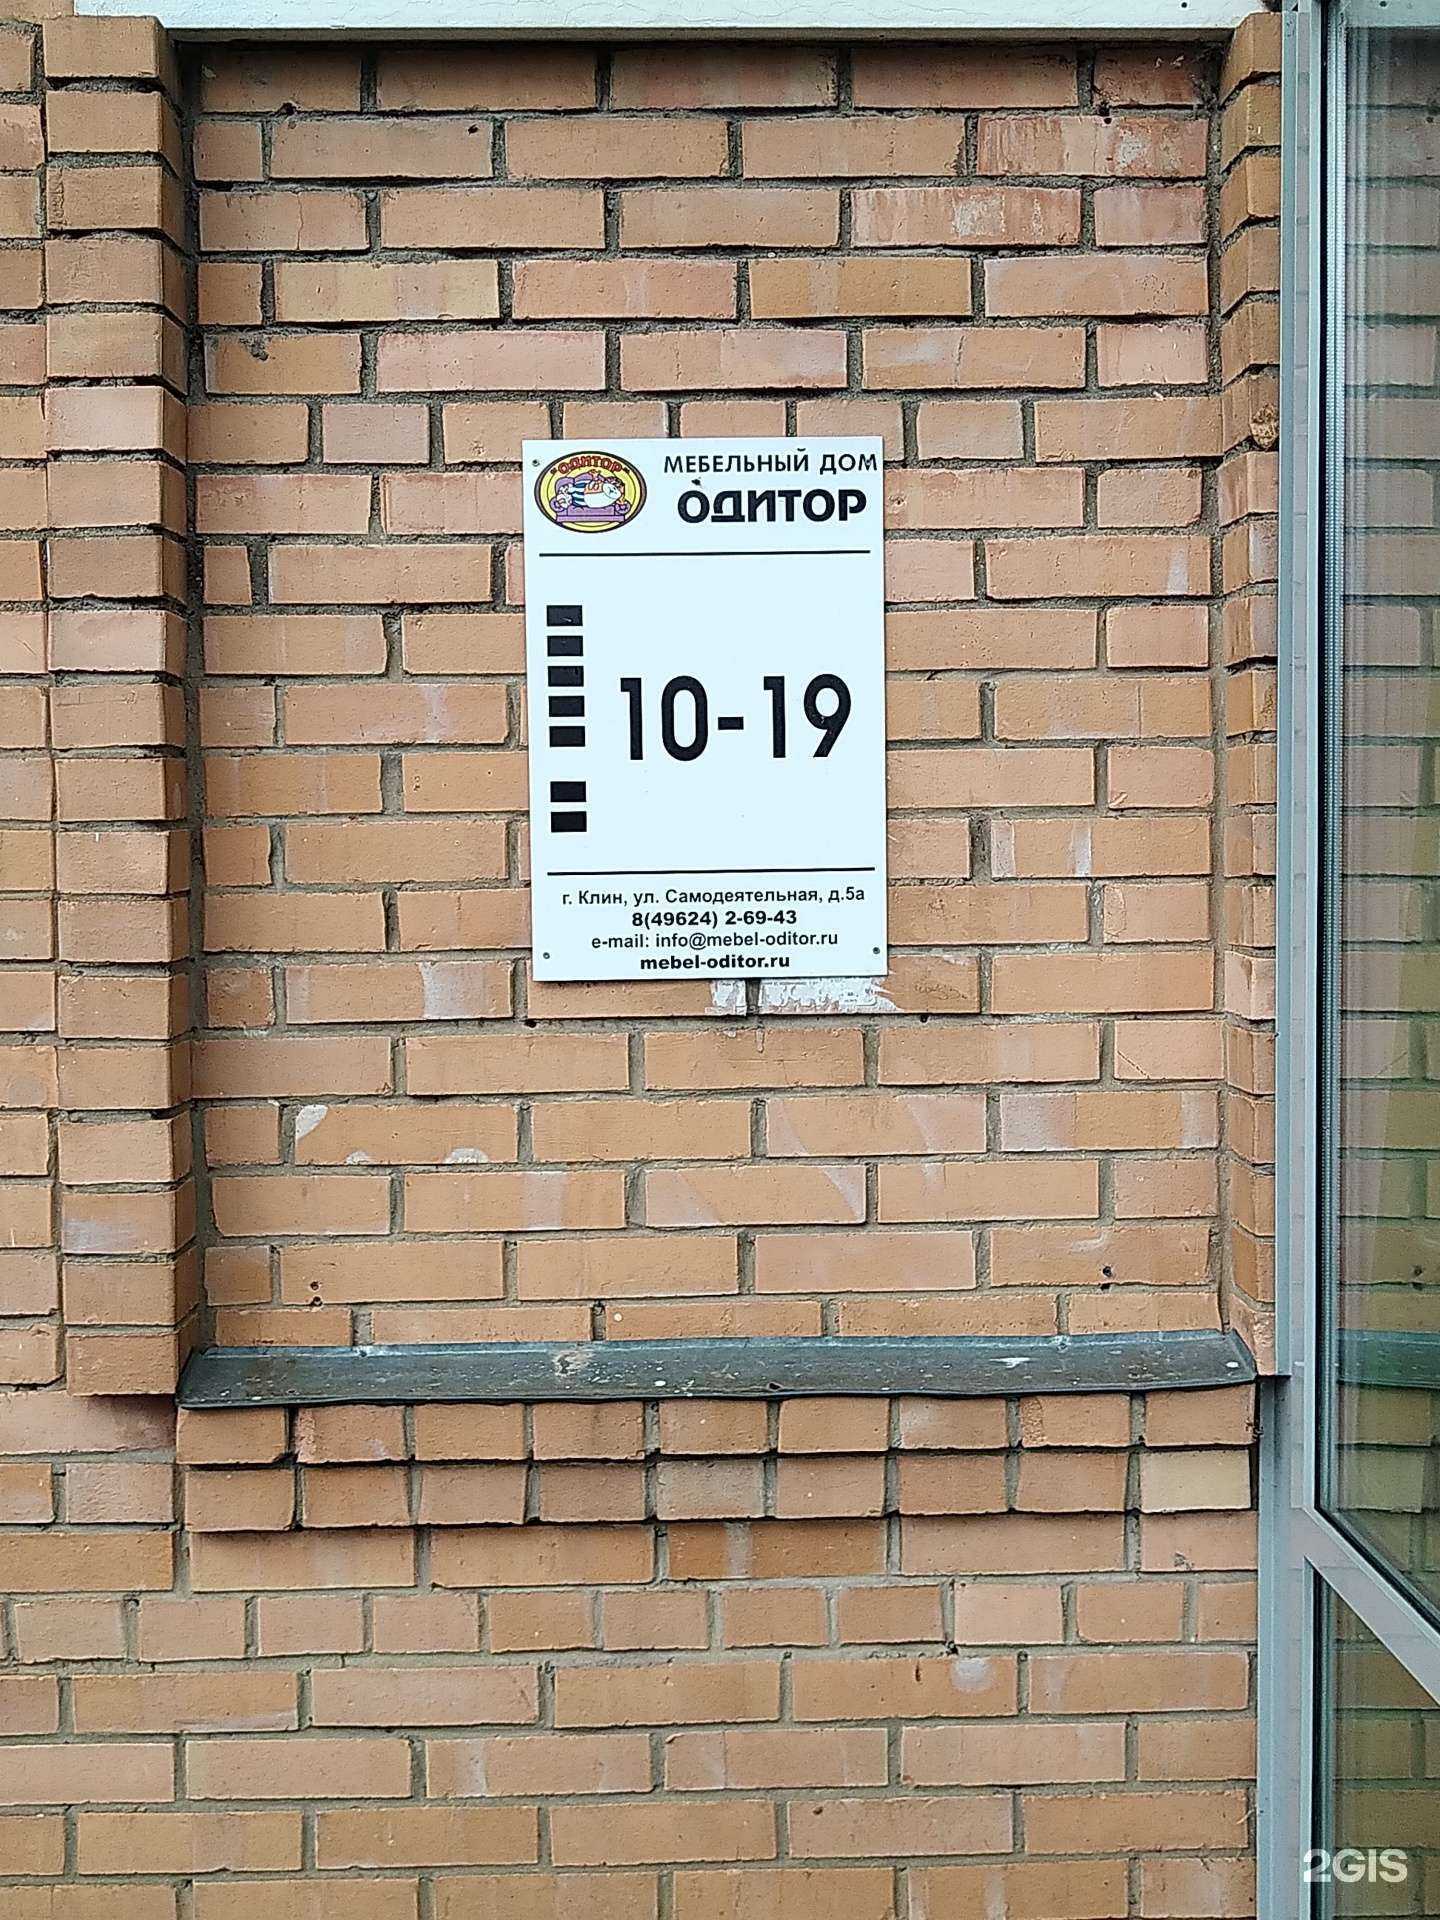 "ОДИТОР"
МЕБЕЛЬНЫЙ ДОМ
ОДИТОР
10-19
г. Клин, ул. Самодеятельная, д.5а
8(49624) 2-69-43
e-mail: info@mebel-oditor.ru
mebel-oditor.ru
2GIS